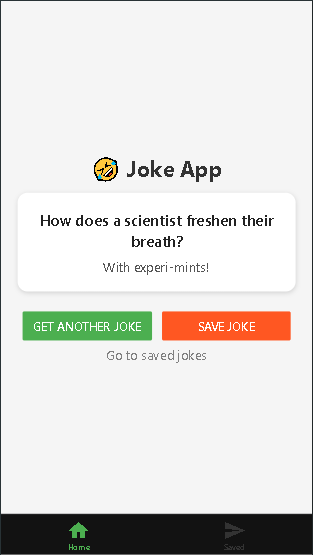 🤣 Joke App
How does a scientist freshen their
breath?
With experi-mints!
GET ANOTHER JOKE
SAVE JOKE
Go to saved jokes
Home
Saved